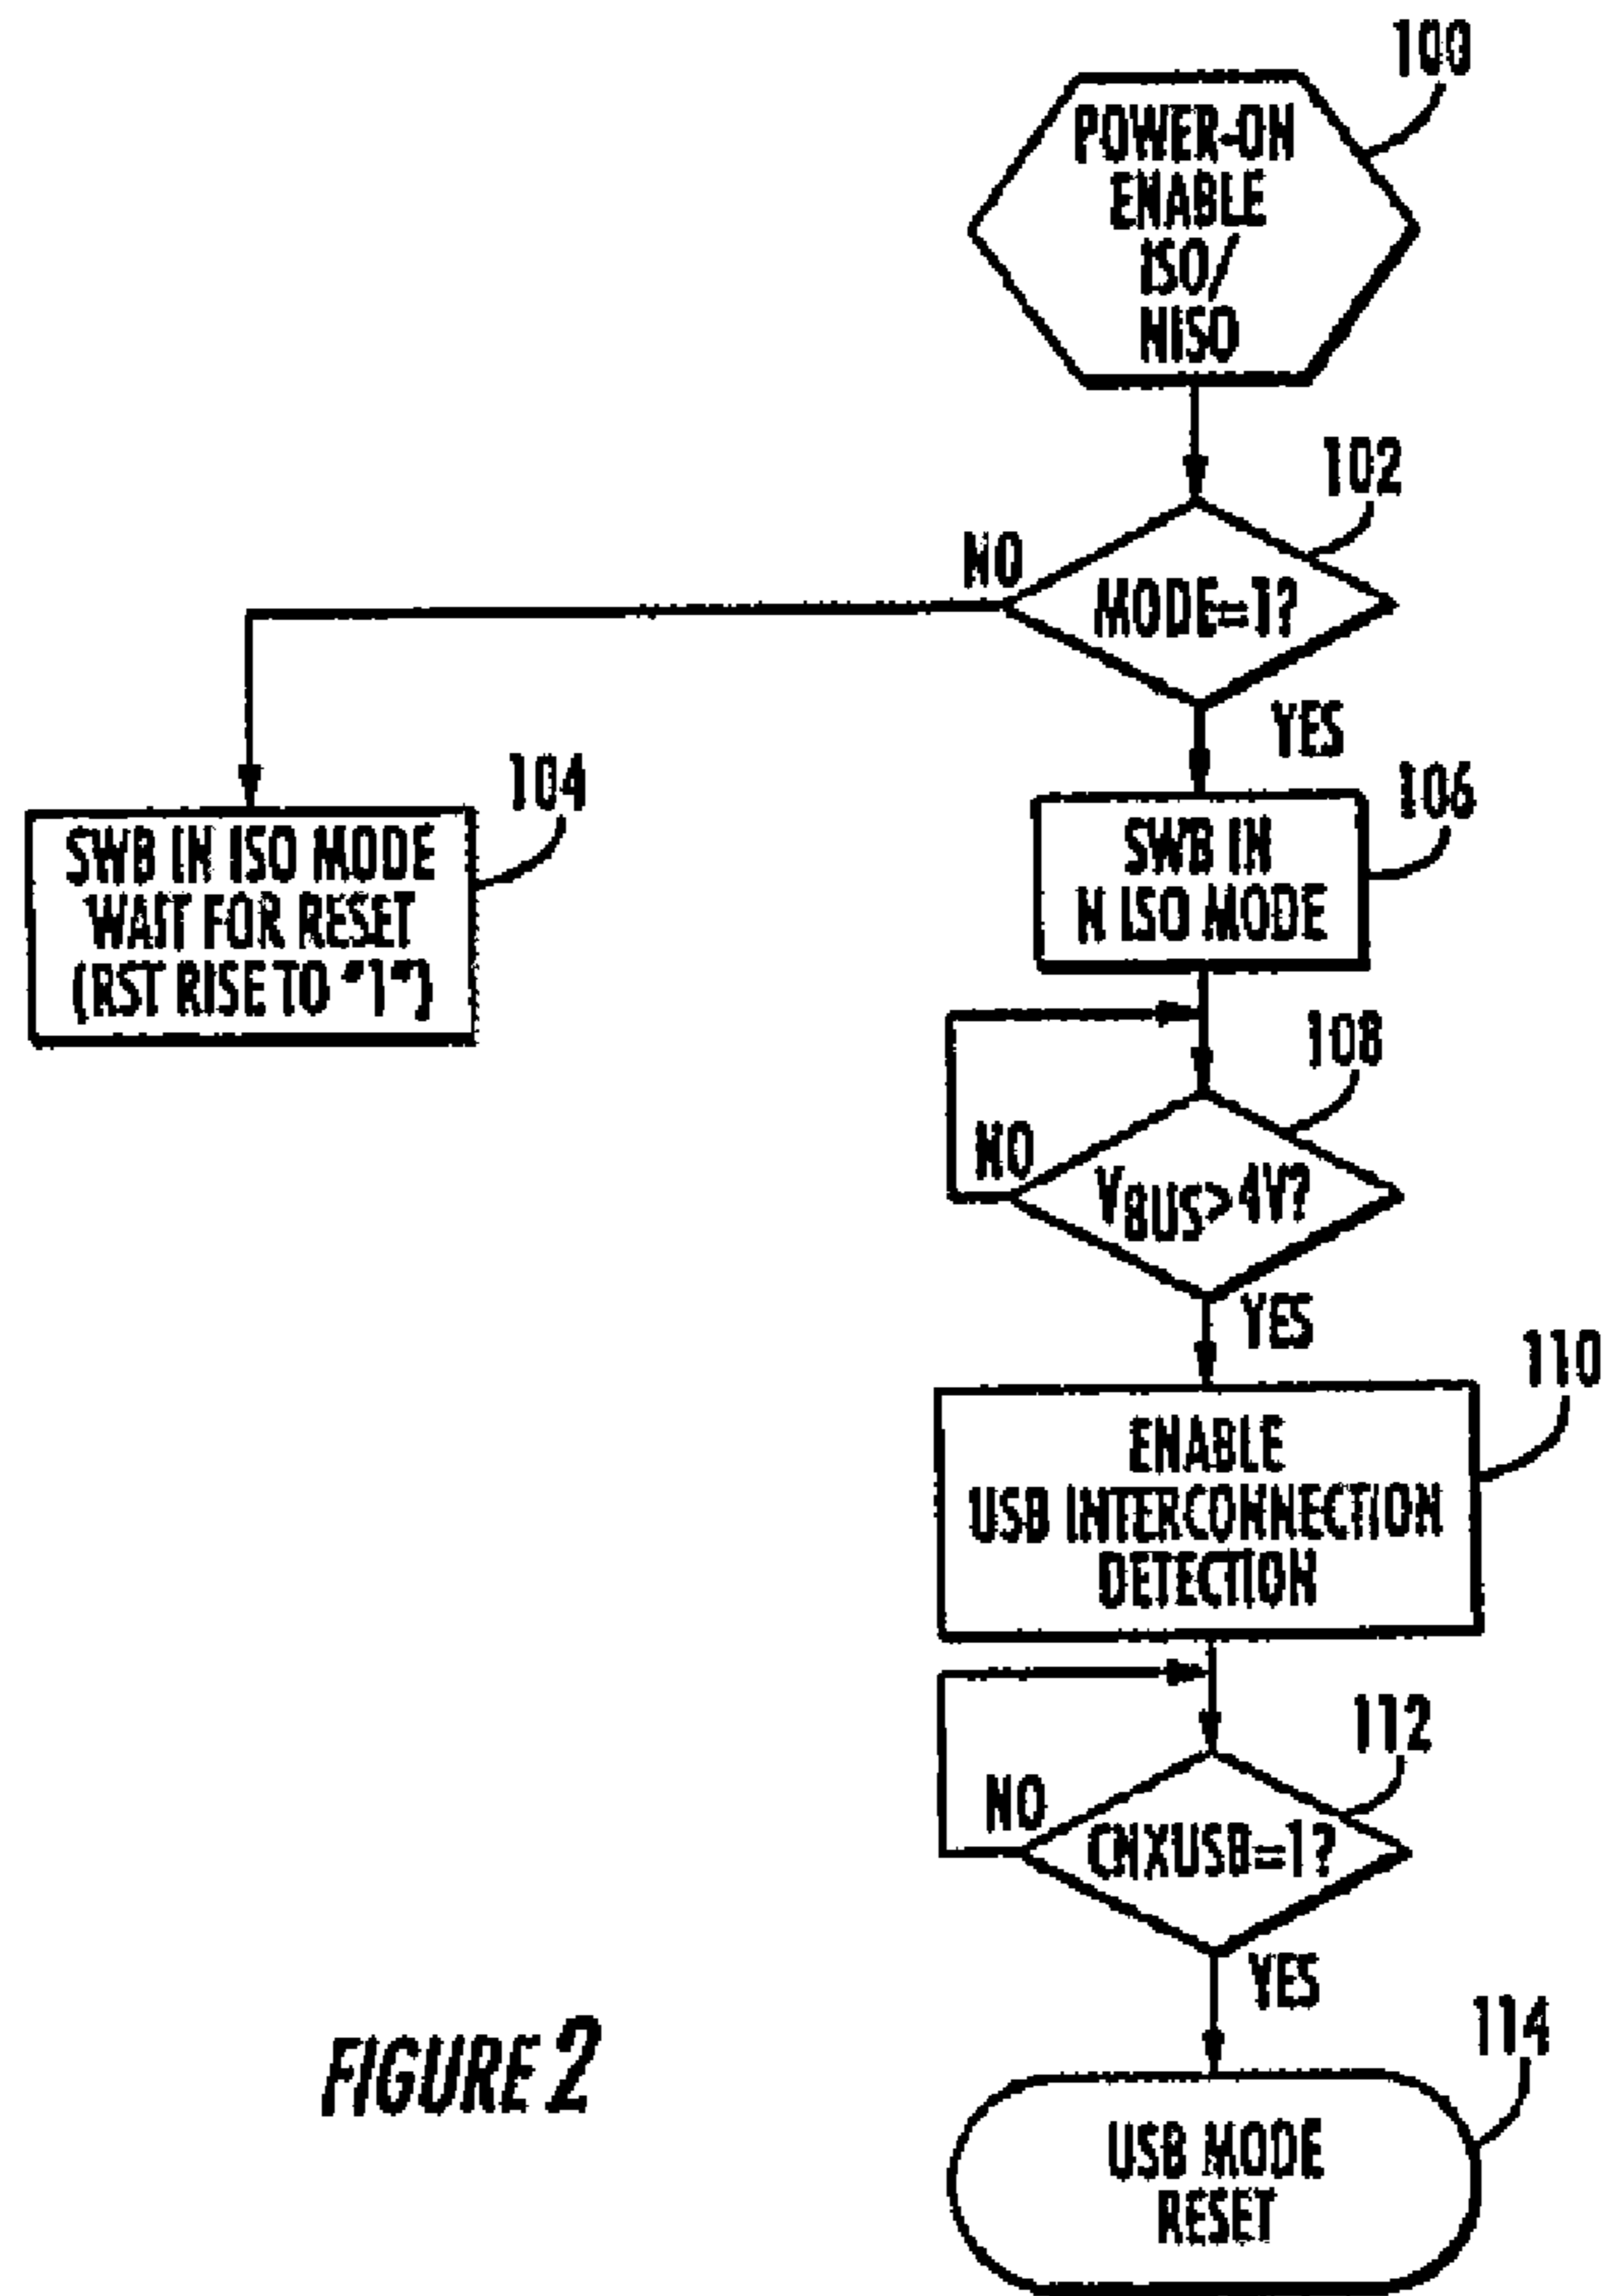 100
POWER-ON
ENABLE
ISO/
NISO
102
NO
MODE=1?
YES
104
SWB IN ISO MODE
WAIT FOR RESET
(RST RISE TO "1")
106
SWB IN
N ISO MODE
108
NO
VBUS>4V?
YES
110
ENABLE
USB INTERCONNECTION
DETECTION
112
NO
CNXUSB=1?
YES
114
USB MODE
RESET
FIGURE 2